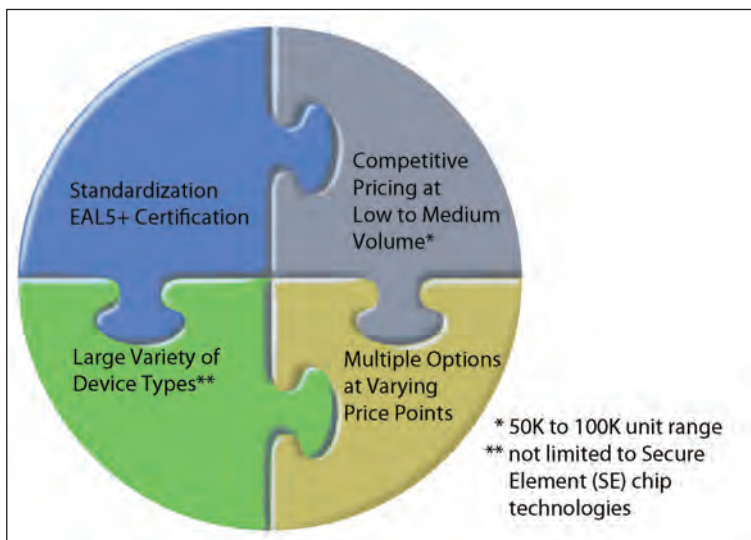 Standardization
EAL5+ Certification
Competitive
Pricing at
Low to Medium
Volume*
Large Variety of
Device Types**
Multiple Options
at Varying
Price Points
* 50K to 100K unit range
** not limited to Secure
Element (SE) chip
technologies